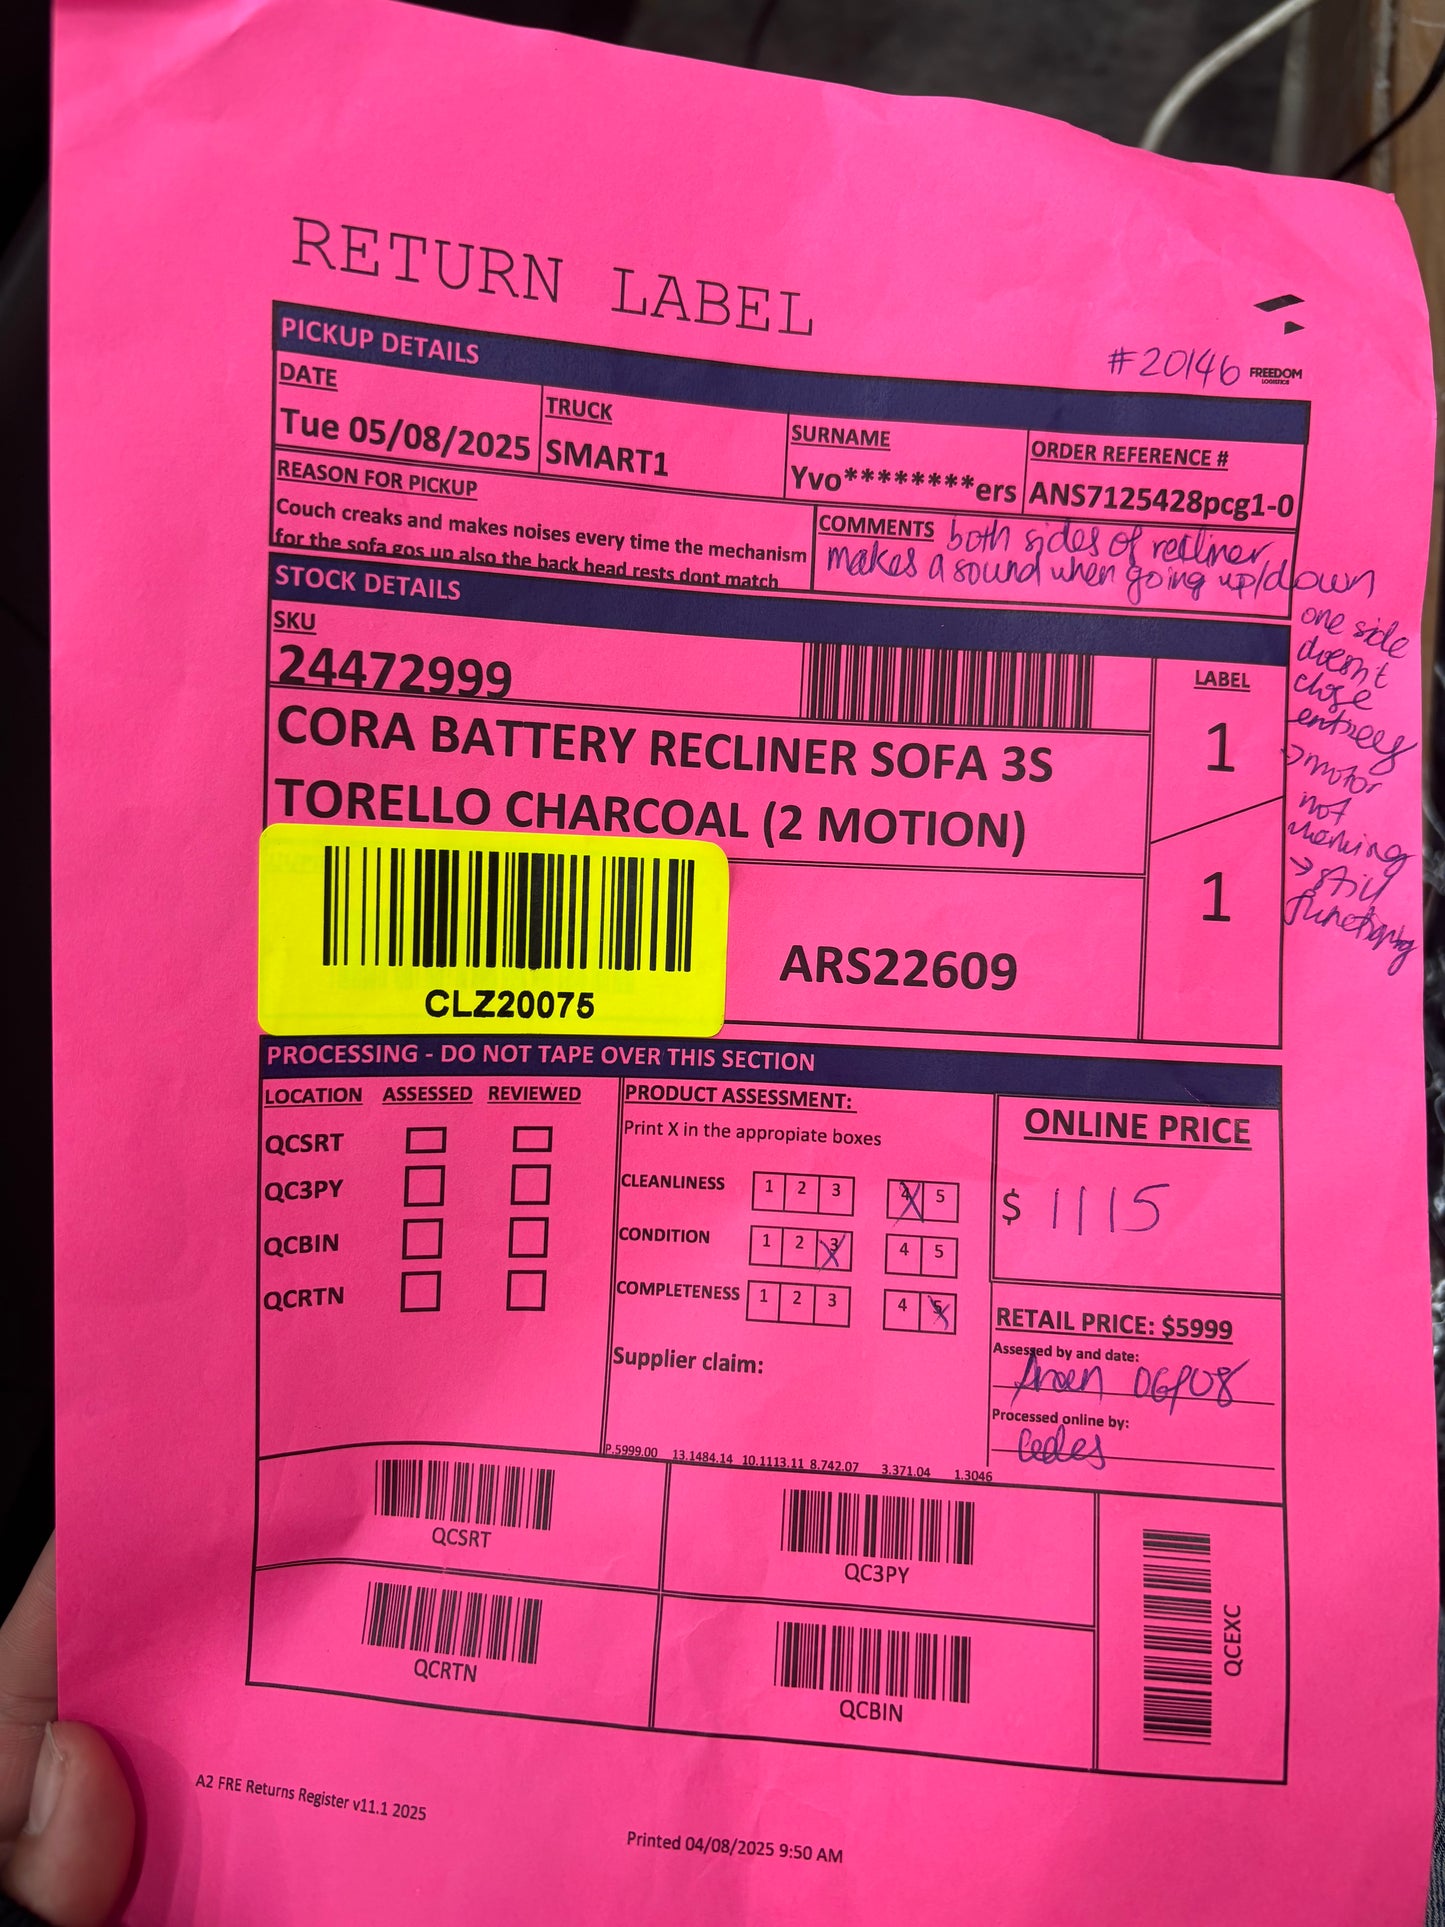 RETURN LABEL
#20146
FREEDOM
LOGISTICS
PICKUP DETAILS
DATE
Tue 05/08/2025
TRUCK
SMART1
SURNAME
Yvo********ers
ORDER REFERENCE #
ANS7125428pcg1-0
REASON FOR PICKUP
Couch creaks and makes noises every time the mechanism
for the sofa gos up also the back head rests dont match
COMMENTS both sides of recliner
makes a sound when going up/down
one side
doesn't
close
entirely
→ motor
not
→ still
functioning
STOCK DETAILS
SKU
24472999
CORA BATTERY RECLINER SOFA 3S
TORELLO CHARCOAL (2 MOTION)
LABEL
1
1
CLZ20075
ARS22609
PROCESSING - DO NOT TAPE OVER THIS SECTION
LOCATION ASSESSED REVIEWED
QCSRT
QC3PY
QCBIN
QCRTN
PRODUCT ASSESSMENT:
Print X in the appropiate boxes
CLEANLINESS 1 2 3 4 5
CONDITION 1 2 3 4 5
COMPLETENESS 1 2 3 4 5
Supplier claim:
ONLINE PRICE
$ 1115
RETAIL PRICE: $5999
Assessed by and date:
06/08
Processed online by:
P.5999.00 13.1484.14 10.1113.11 8.742.07 3.371.04 1.3046
QCSRT
QC3PY
QCRTN
QCBIN
QCEXC
A2 FRE Returns Register v11.1 2025
Printed 04/08/2025 9:50 AM